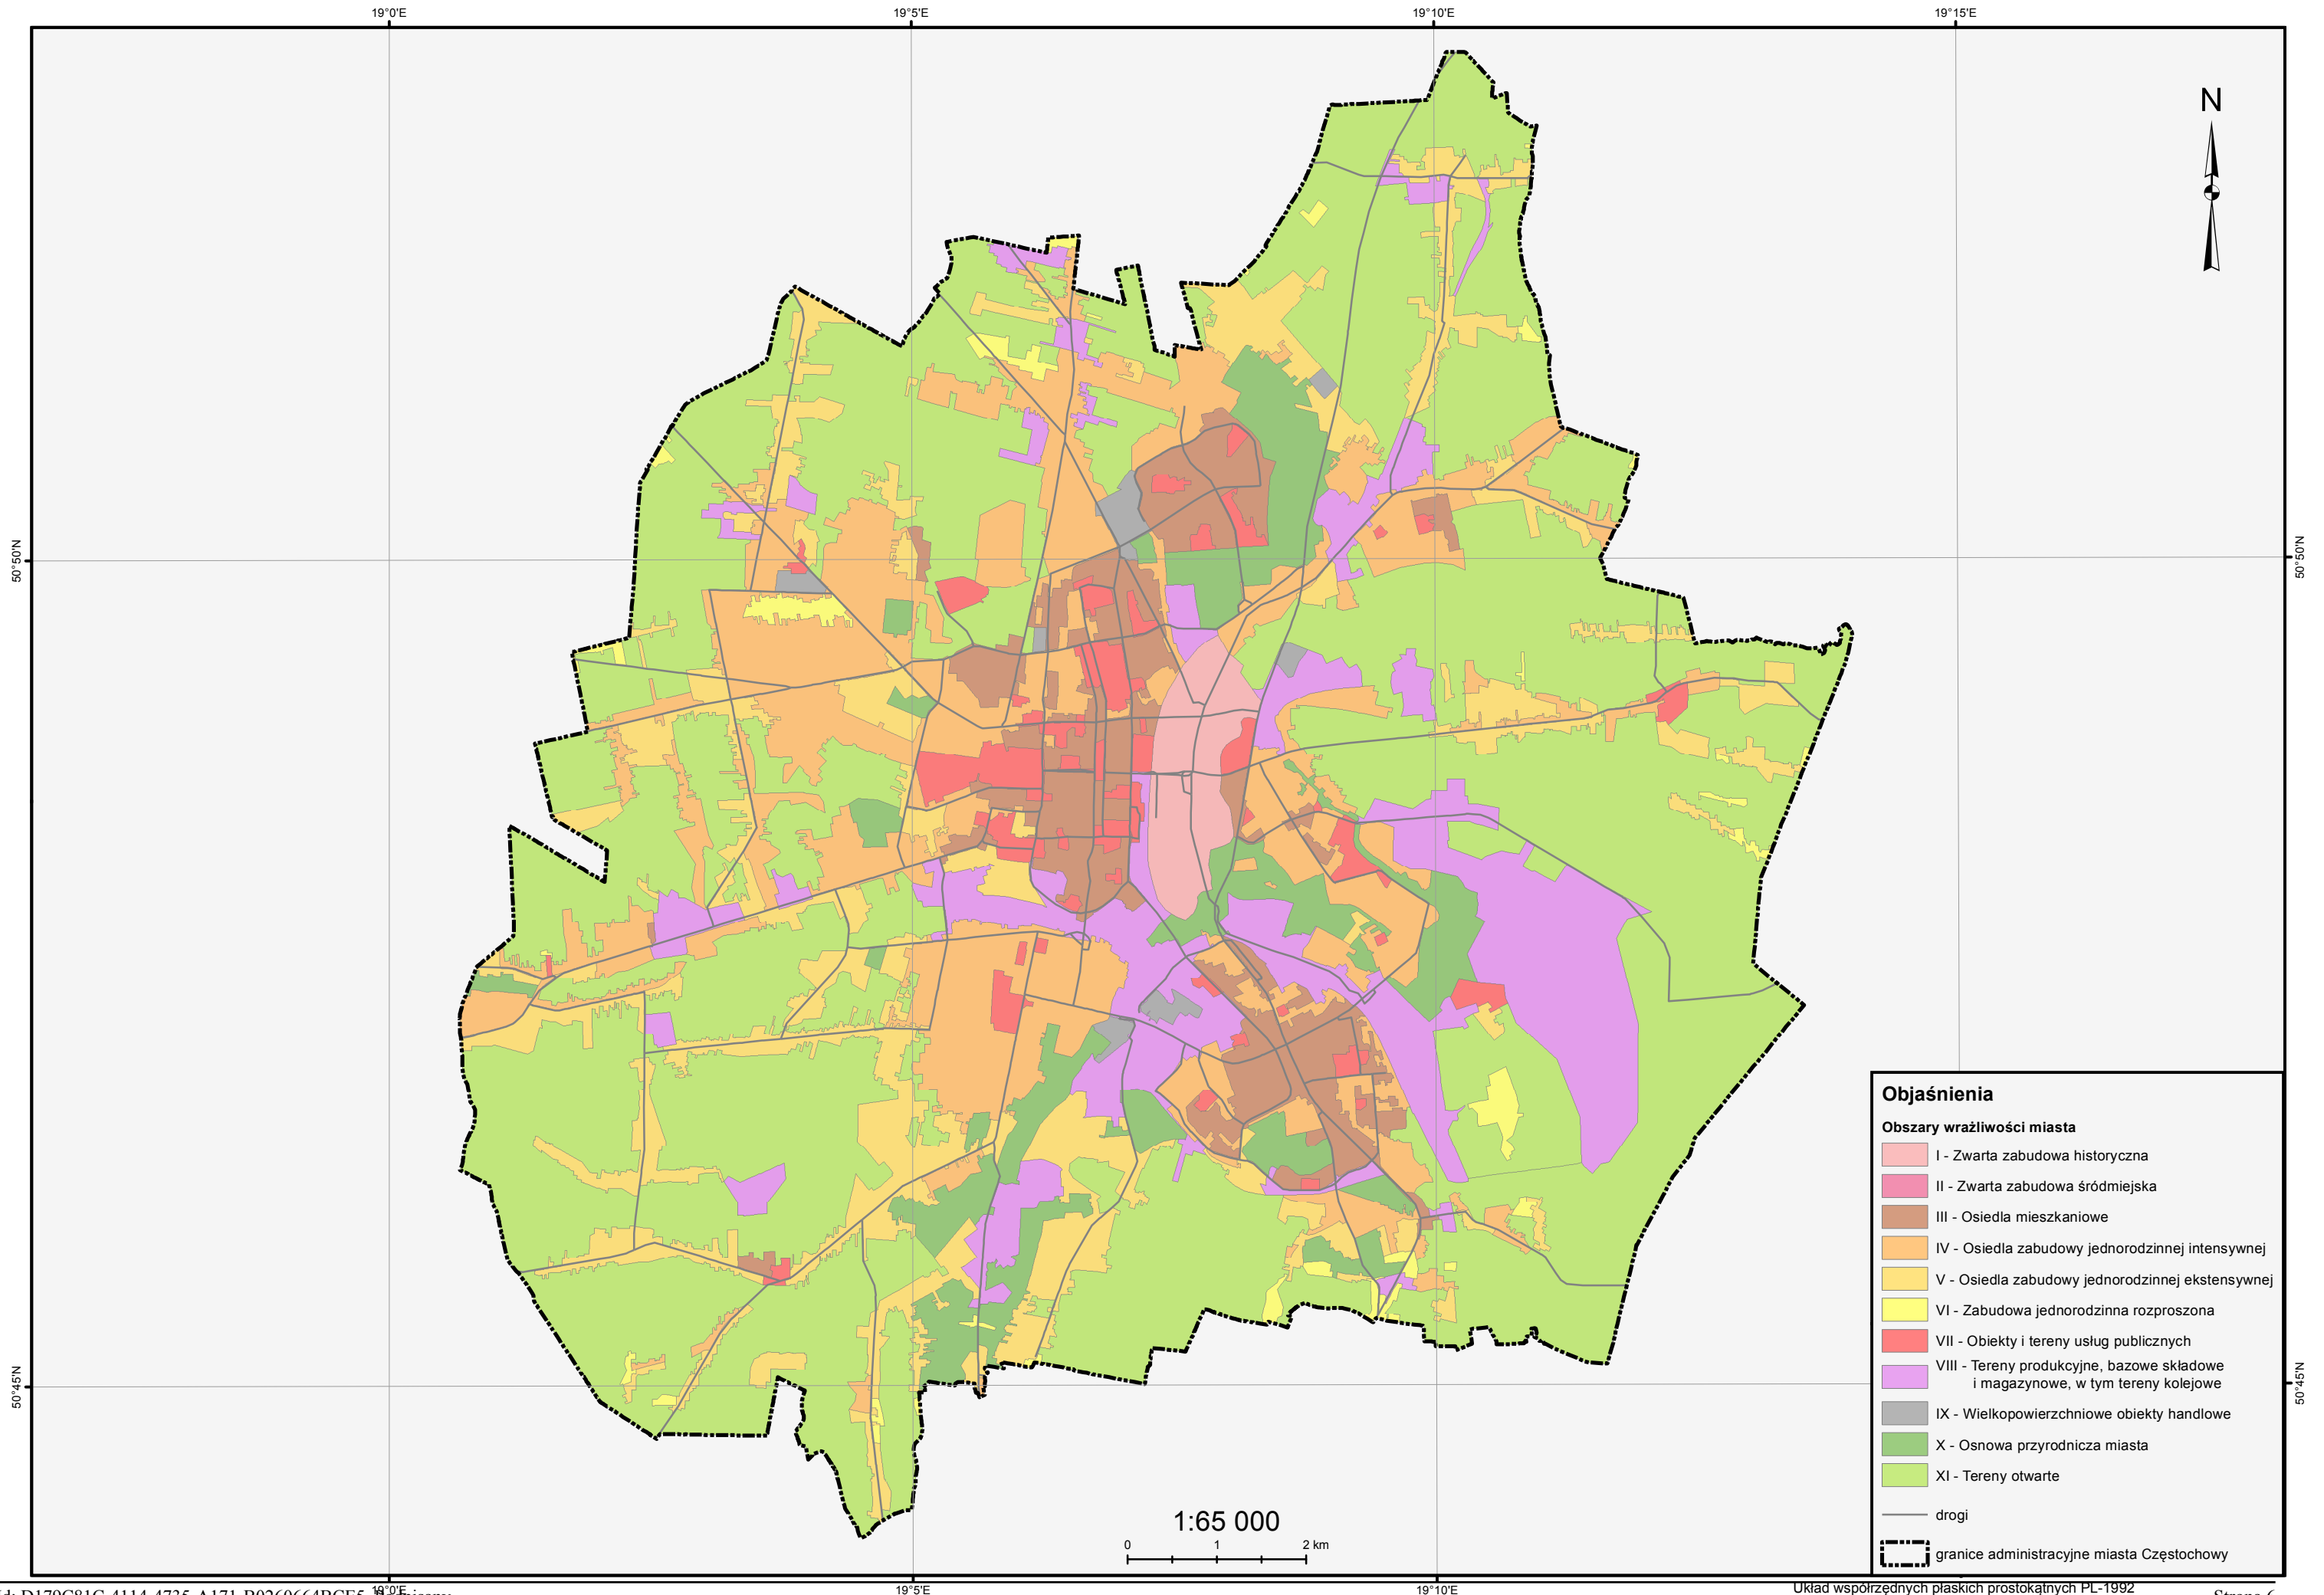 19°0'E 19°5'E 19°10'E 19°15'E
N
50°50'N 50°50'N
50°45'N 50°45'N
Objaśnienia
Obszary wrażliwości miasta
I - Zwarta zabudowa historyczna
II - Zwarta zabudowa śródmiejska
III - Osiedla mieszkaniowe
IV - Osiedla zabudowy jednorodzinnej intensywnej
V - Osiedla zabudowy jednorodzinnej ekstensywnej
VI - Zabudowa jednorodzinna rozproszona
VII - Obiekty i tereny usług publicznych
VIII - Tereny produkcyjne, bazowe składowe
i magazynowe, w tym tereny kolejowe
IX - Wielkopowierzchniowe obiekty handlowe
X - Osnowa przyrodnicza miasta
XI - Tereny otwarte
drogi
granice administracyjne miasta Częstochowy
1:65 000
0 1 2 km
19°0'E 19°5'E 19°10'E
Układ współrzędnych płaskich prostokątnych PL-1992